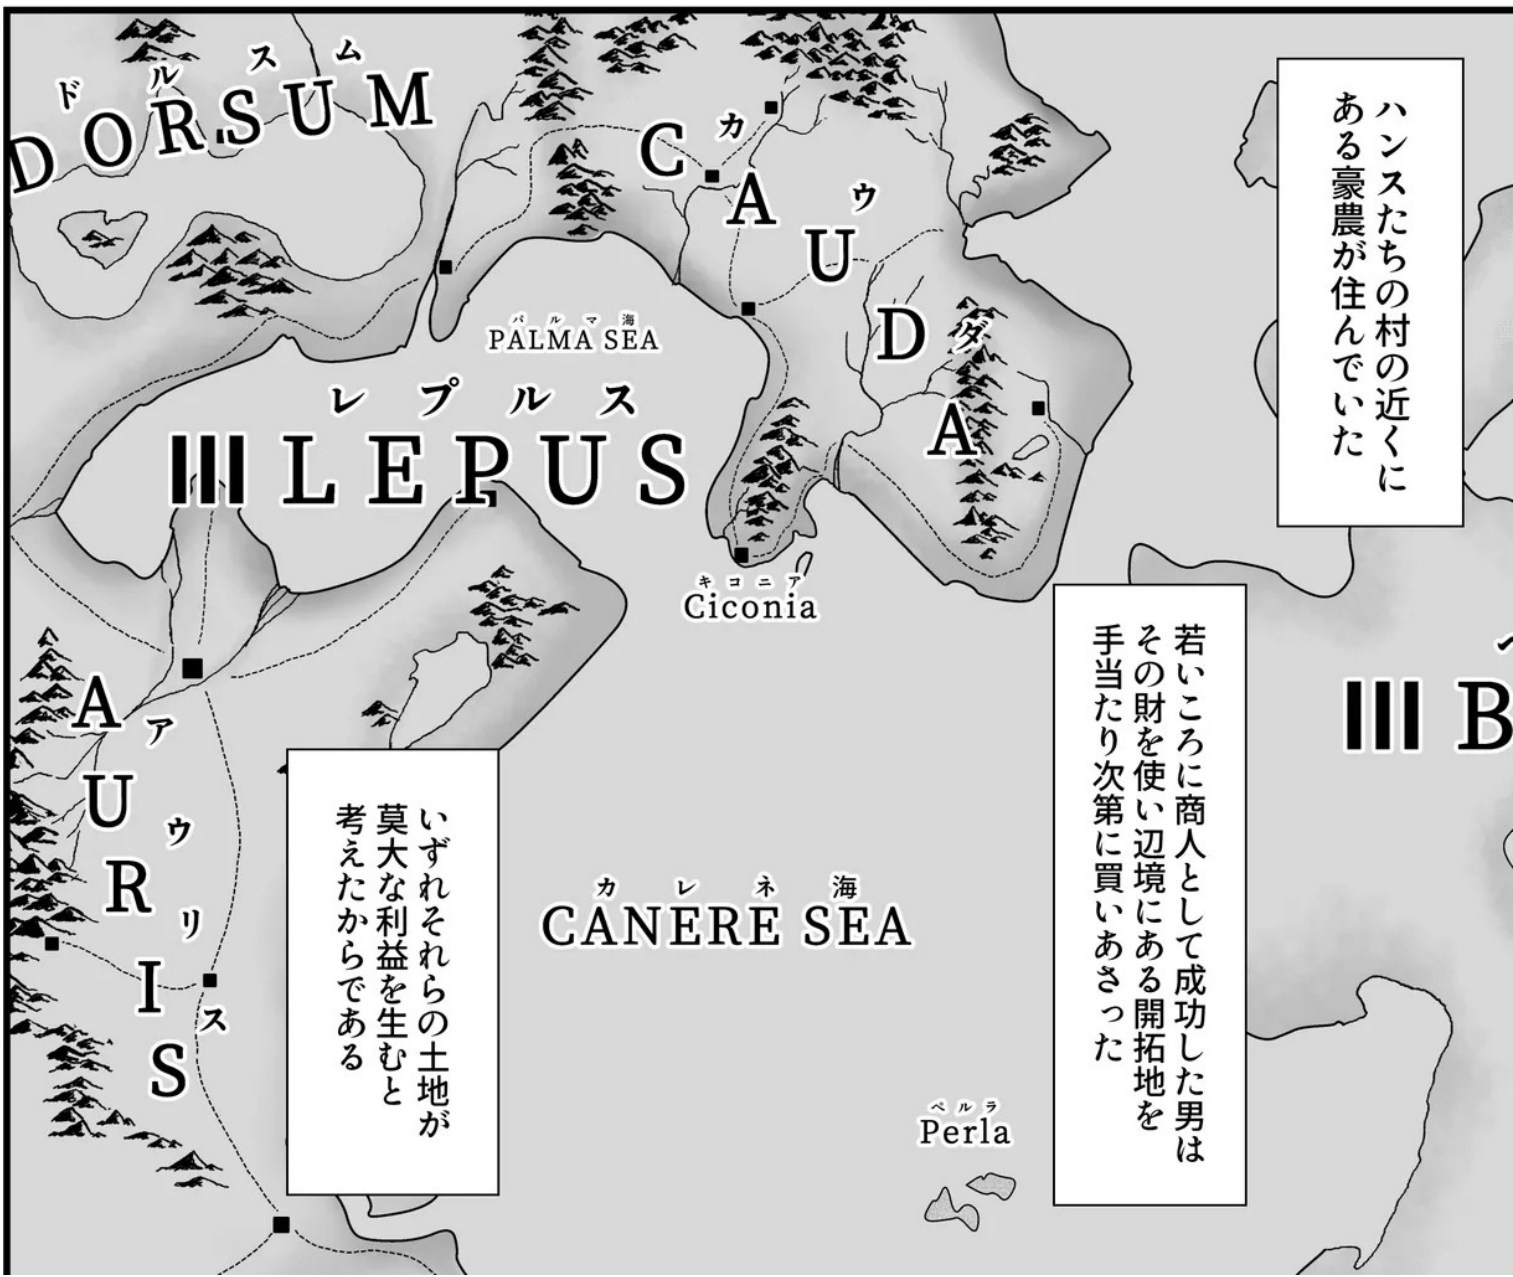 ハンスたちの村の近くに
ある豪農が住んでいた
若いころに商人として成功した男は
その財を使い辺境にある開拓地を
手当たり次第に買いあさった
いずれそれらの土地が
莫大な利益を生むと
考えたからである
ドルスム
DORSUM
カウダ
CAUDA
パルマ海
PALMA SEA
レプルス
III LEPUS
キコニア
Ciconia
アウリス
AURIS
カレネ海
CANERE SEA
ペルラ
Perla
III B